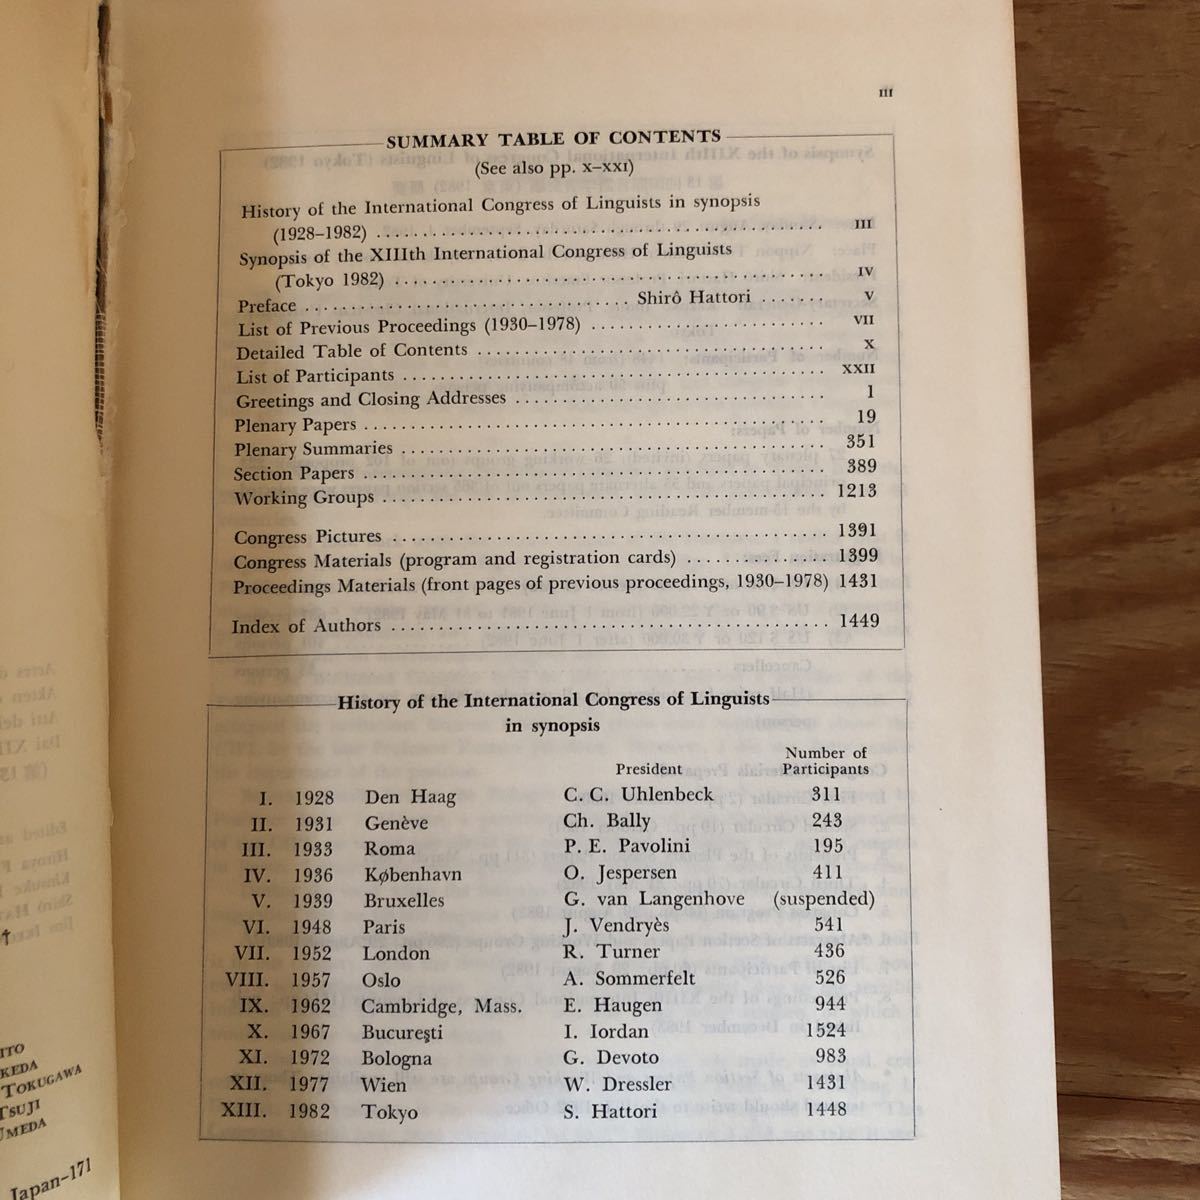 III
SUMMARY TABLE OF CONTENTS
(See also pp. X–XXI)
History of the International Congress of Linguists in synopsis
(1928–1982) ........ III
Synopsis of the XIIIth International Congress of Linguists
(Tokyo 1982) ........ IV
Preface ........ Shirô Hattori ....... V
List of Previous Proceedings (1930–1978) ........ VII
Detailed Table of Contents ........ X
List of Participants ........ XXII
Greetings and Closing Addresses ........ 1
Plenary Papers ........ 19
Plenary Summaries ........ 351
Section Papers ........ 389
Working Groups ........ 1213
Congress Pictures ........ 1391
Congress Materials (program and registration cards) ........ 1399
Proceedings Materials (front pages of previous proceedings, 1930–1978) 1431
Index of Authors ........ 1449
History of the International Congress of Linguists
in synopsis
President Number of Participants
I. 1928 Den Haag C. C. Uhlenbeck 311
II. 1931 Genève Ch. Bally 243
III. 1933 Roma P. E. Pavolini 195
IV. 1936 København O. Jespersen 411
V. 1939 Bruxelles G. van Langenhove (suspended)
VI. 1948 Paris J. Vendryès 541
VII. 1952 London R. Turner 436
VIII. 1957 Oslo A. Sommerfelt 526
IX. 1962 Cambridge, Mass. E. Haugen 944
X. 1967 Bucureşti I. Iordan 1524
XI. 1972 Bologna G. Devoto 983
XII. 1977 Wien W. Dressler 1431
XIII. 1982 Tokyo S. Hattori 1448
TOKUGAWA
Japan–171